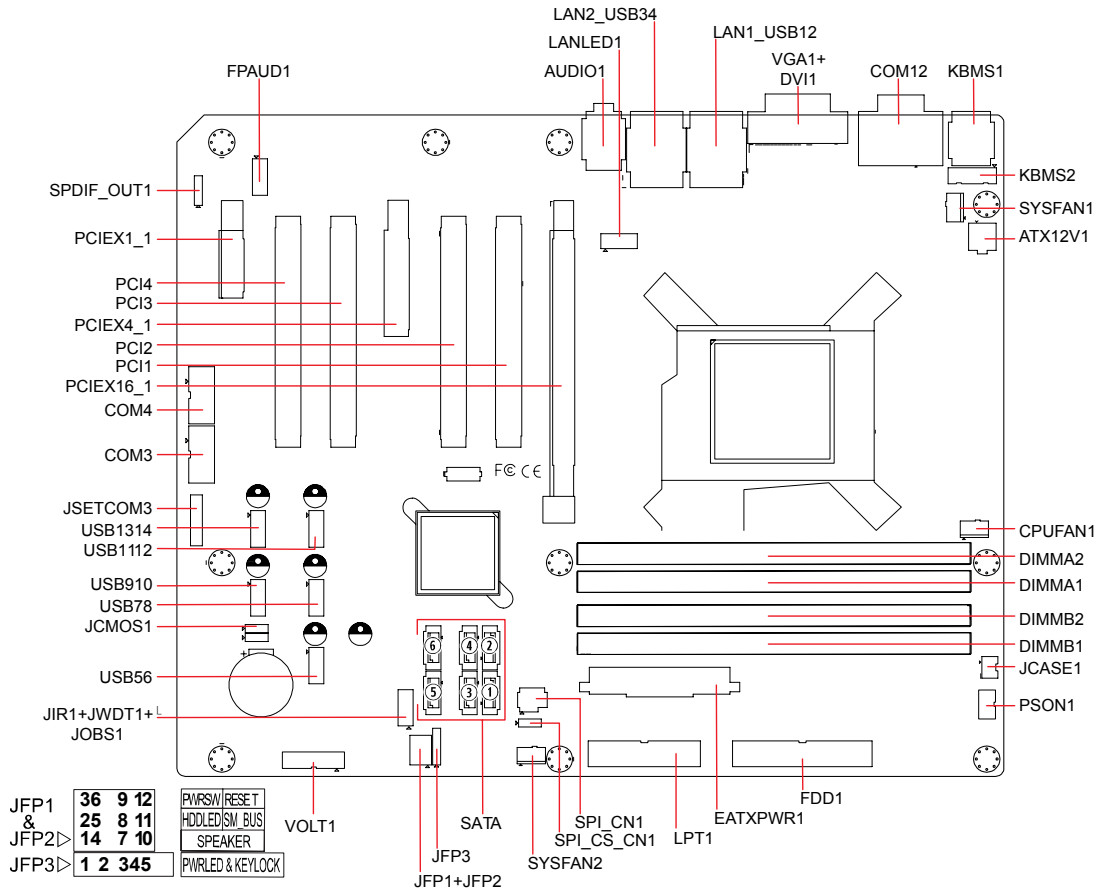 LAN2_USB34
LANLED1
LAN1_USB12
AUDIO1
VGA1+
DVI1
COM12
KBMS1
FPAUD1
SPDIF_OUT1
PCIEX1_1
PCI4
PCI3
PCIEX4_1
PCI2
PCI1
PCIEX16_1
COM4
COM3
JSETCOM3
USB1314
USB1112
USB910
USB78
JCMOS1
USB56
JIR1+JWDT1+
JOBS1
KBMS2
SYSFAN1
ATX12V1
CPUFAN1
DIMMA2
DIMMA1
DIMMB2
DIMMB1
JCASE1
PSON1
FC CE
6 4 2
5 3 1
VOLT1
SATA
JFP3
JFP1+JFP2
SYSFAN2
SPI_CS_CN1
SPI_CN1
LPT1
EATXPWR1
FDD1
JFP1
&
JFP2
JFP3
36 9 12
25 8 11
14 7 10
1 2 345
PWRSW RESET
HDDLED SM_BUS
SPEAKER
PWRLED & KEYLOCK